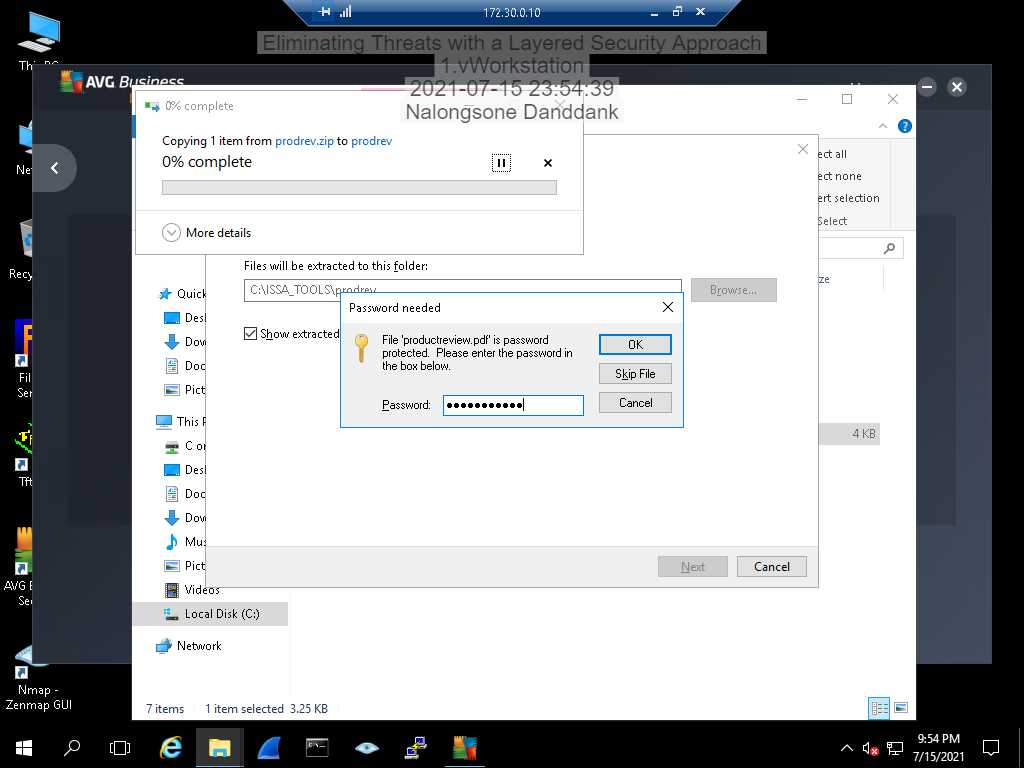 172.30.0.10
Eliminating Threats with a Layered Security Approach
1.vWorkstation
2021-07-15 23:54:39
Nalongsone Danddank
AVG Business
0% complete
Copying 1 item from prodrev.zip to prodrev
0% complete
More details
ect all
ect none
ert selection
Select
Files will be extracted to this folder:
C:\ISSA_TOOLS\prodrev
Browse...
ze
Show extracted
Password needed
File 'productreview.pdf' is password
protected. Please enter the password in
the box below.
OK
Skip File
Cancel
Password:
4 KB
Next
Cancel
Quick
Desk
Dow
Doc
Pict
This P
C on
Desk
Doc
Dow
Mus
Pict
Videos
Local Disk (C:)
Network
7 items
1 item selected 3.25 KB
Recy
Fil
Ser
Tft
AVG B
Sec
Nmap -
Zenmap GUI
9:54 PM
7/15/2021